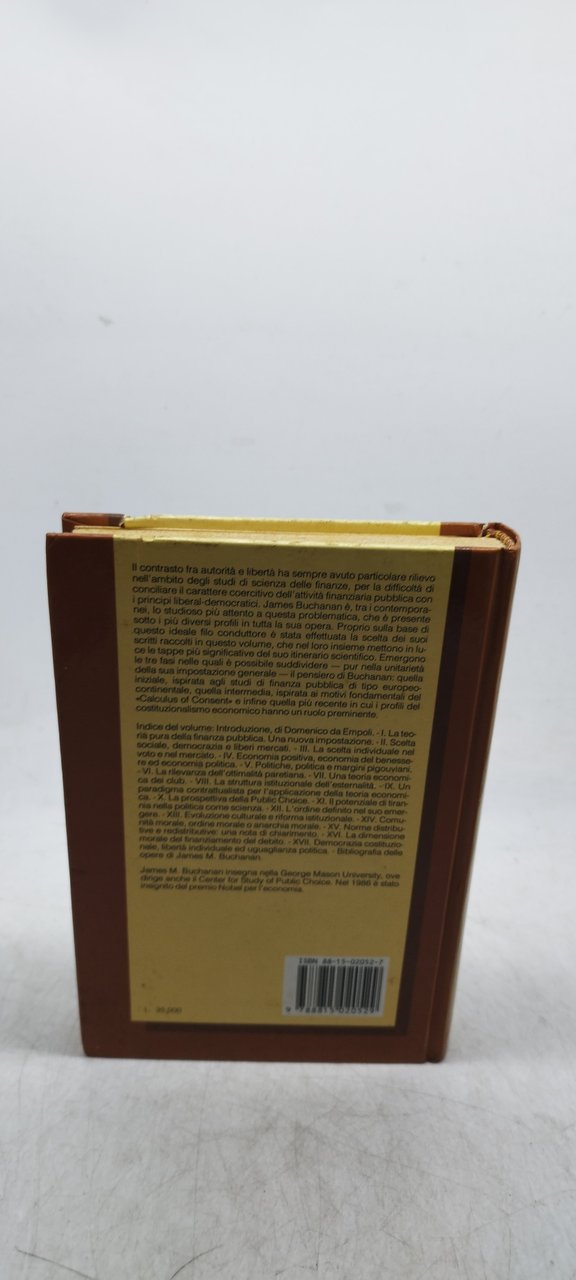 Il contrasto fra autorità e libertà ha sempre avuto particolare rilievo
nell'ambito degli studi di scienza delle finanze, per la difficoltà di
conciliare il carattere coercitivo dell'attività finanziaria pubblica con
i principi liberal-democratici. James Buchanan è, tra i contempora-
nei, lo studioso più attento a questa problematica, che è presente
sotto i più diversi profili in tutta la sua opera. Proprio sulla base di
questo ideale filo conduttore è stata effettuata la scelta dei suoi
scritti raccolti in questo volume, che nel loro insieme mettono in lu-
ce le tappe più significative del suo itinerario scientifico. Emergono
le tre fasi nelle quali è possibile suddividere — pur nella unitarietà
della sua impostazione generale — il pensiero di Buchanan: quella
iniziale, ispirata agli studi di finanza pubblica di tipo europeo-
continentale, quella intermedia, ispirata ai motivi fondamentali del
«Calculus of Consent» e infine quella più recente in cui i profili del
costituzionalismo economico hanno un ruolo preminente.
Indice del volume: Introduzione, di Domenico da Empoli. - I. La teo-
ria pura della finanza pubblica. Una nuova impostazione. - II. Scelta
sociale, democrazia e liberi mercati. - III. La scelta individuale nel
voto e nel mercato. - IV. Economia positiva, economia del benesse-
re ed economia politica. - V. Politiche, politica e margini pigouviani.
- VI. La rilevanza dell'ottimalità paretiana. - VII. Una teoria economi-
ca dei club. - VIII. La struttura istituzionale dell'esternalità. - IX. Un
paradigma contrattualista per l'applicazione della teoria economi-
ca. - X. La prospettiva della Public Choice. - XI. Il potenziale di tiran-
nia nella politica come scienza. - XII. L'ordine definito nel suo emer-
gere. - XIII. Evoluzione culturale e riforma istituzionale. - XIV. Comu-
nità morale, ordine morale o anarchia morale. - XV. Norme distribu-
tive e redistributive: una nota di chiarimento. - XVI. La dimensione
morale del finanziamento del debito. - XVII. Democrazia costituzio-
nale, libertà individuale ed uguaglianza politica. - Bibliografia delle
opere di James M. Buchanan.
James M. Buchanan insegna nella George Mason University, ove
dirige anche il Center for Study of Public Choice. Nel 1986 è stato
insignito del premio Nobel per l'economia.
ISBN 88-15-02052-7
9 788815 020529
L.